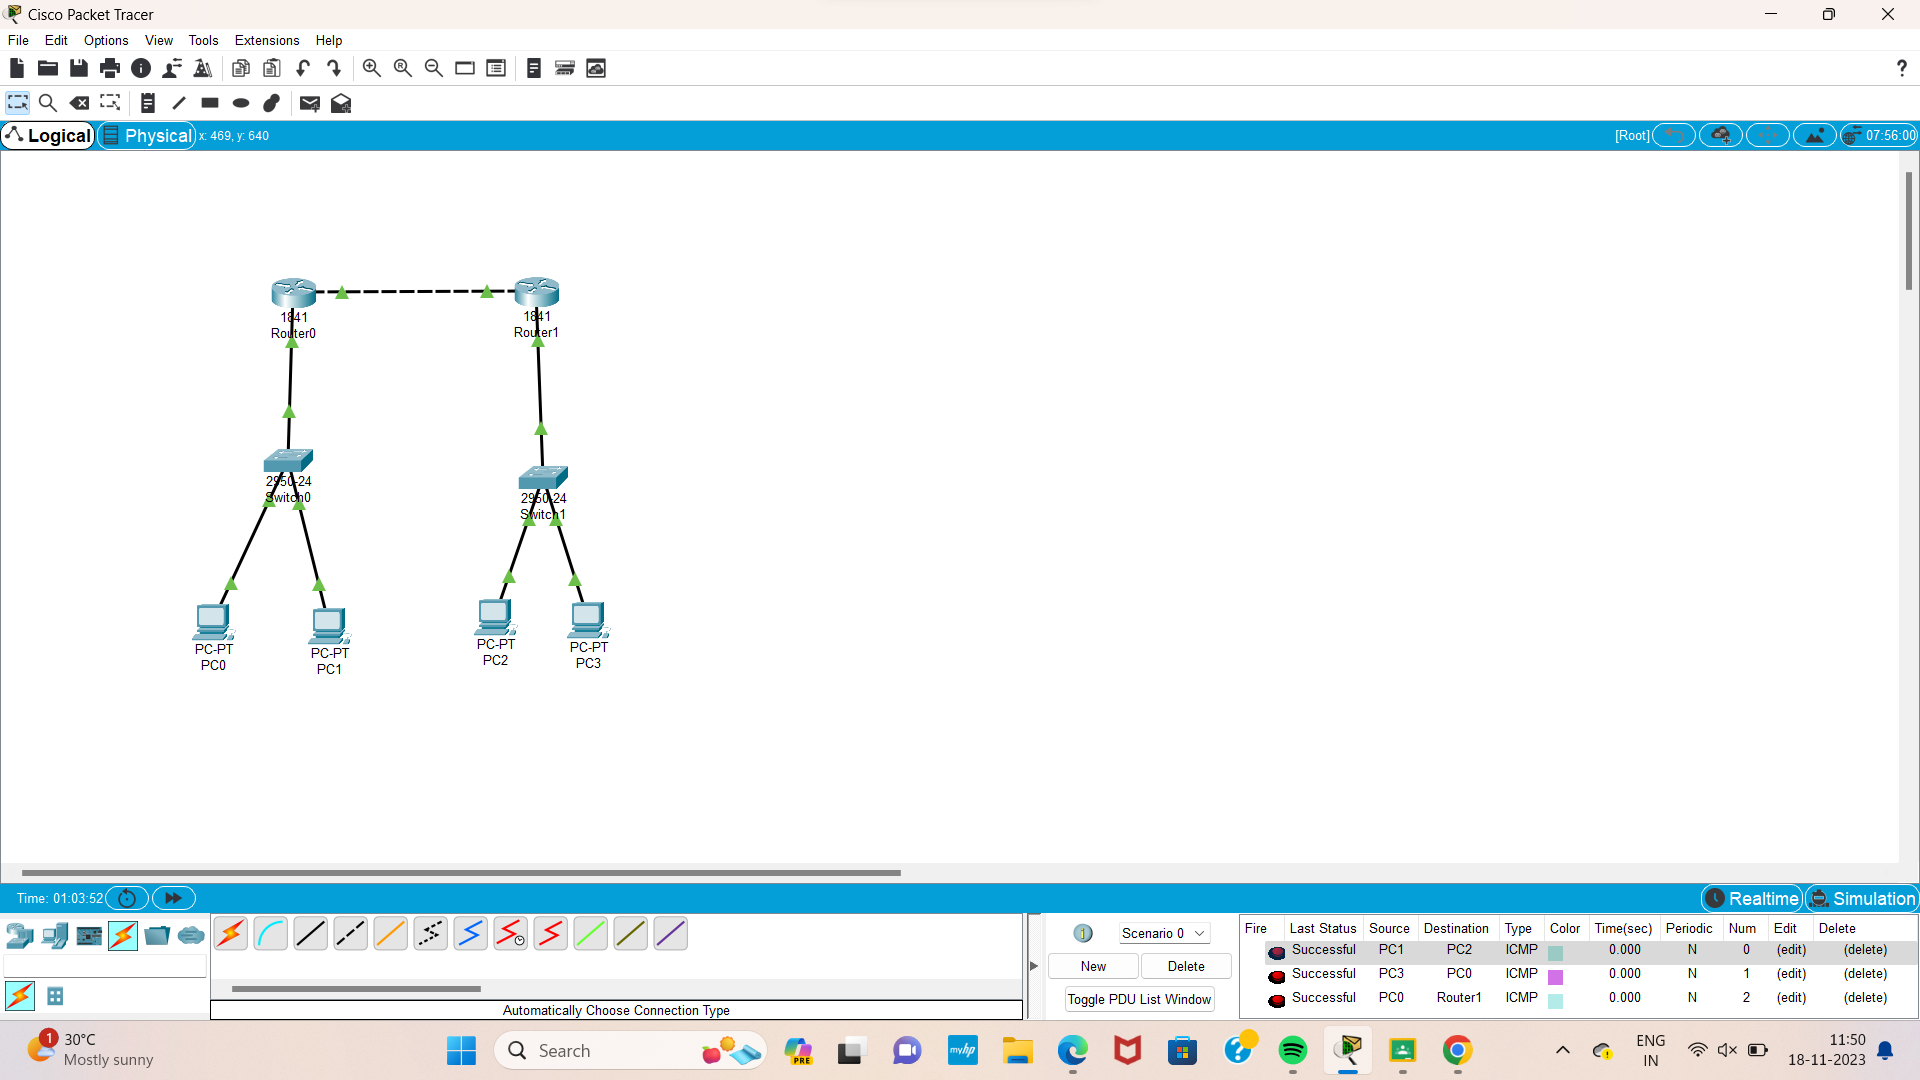 Cisco Packet Tracer
File Edit Options View Tools Extensions Help
?
Logical Physical x: 469, y: 640 [Root] 07:56:00
1841
Router0
1841
Router1
2950-24
Switch0
2950-24
Switch1
PC-PT
PC0
PC-PT
PC1
PC-PT
PC2
PC-PT
PC3
Time: 01:03:52 Realtime Simulation
Scenario 0
New Delete
Toggle PDU List Window
Automatically Choose Connection Type
Fire Last Status Source Destination Type Color Time(sec) Periodic Num Edit Delete
Successful PC1 PC2 ICMP 0.000 N 0 (edit) (delete)
Successful PC3 PC0 ICMP 0.000 N 1 (edit) (delete)
Successful PC0 Router1 ICMP 0.000 N 2 (edit) (delete)
1
30°C
Mostly sunny
Search
PRE
myhp
ENG
IN
11:50
18-11-2023